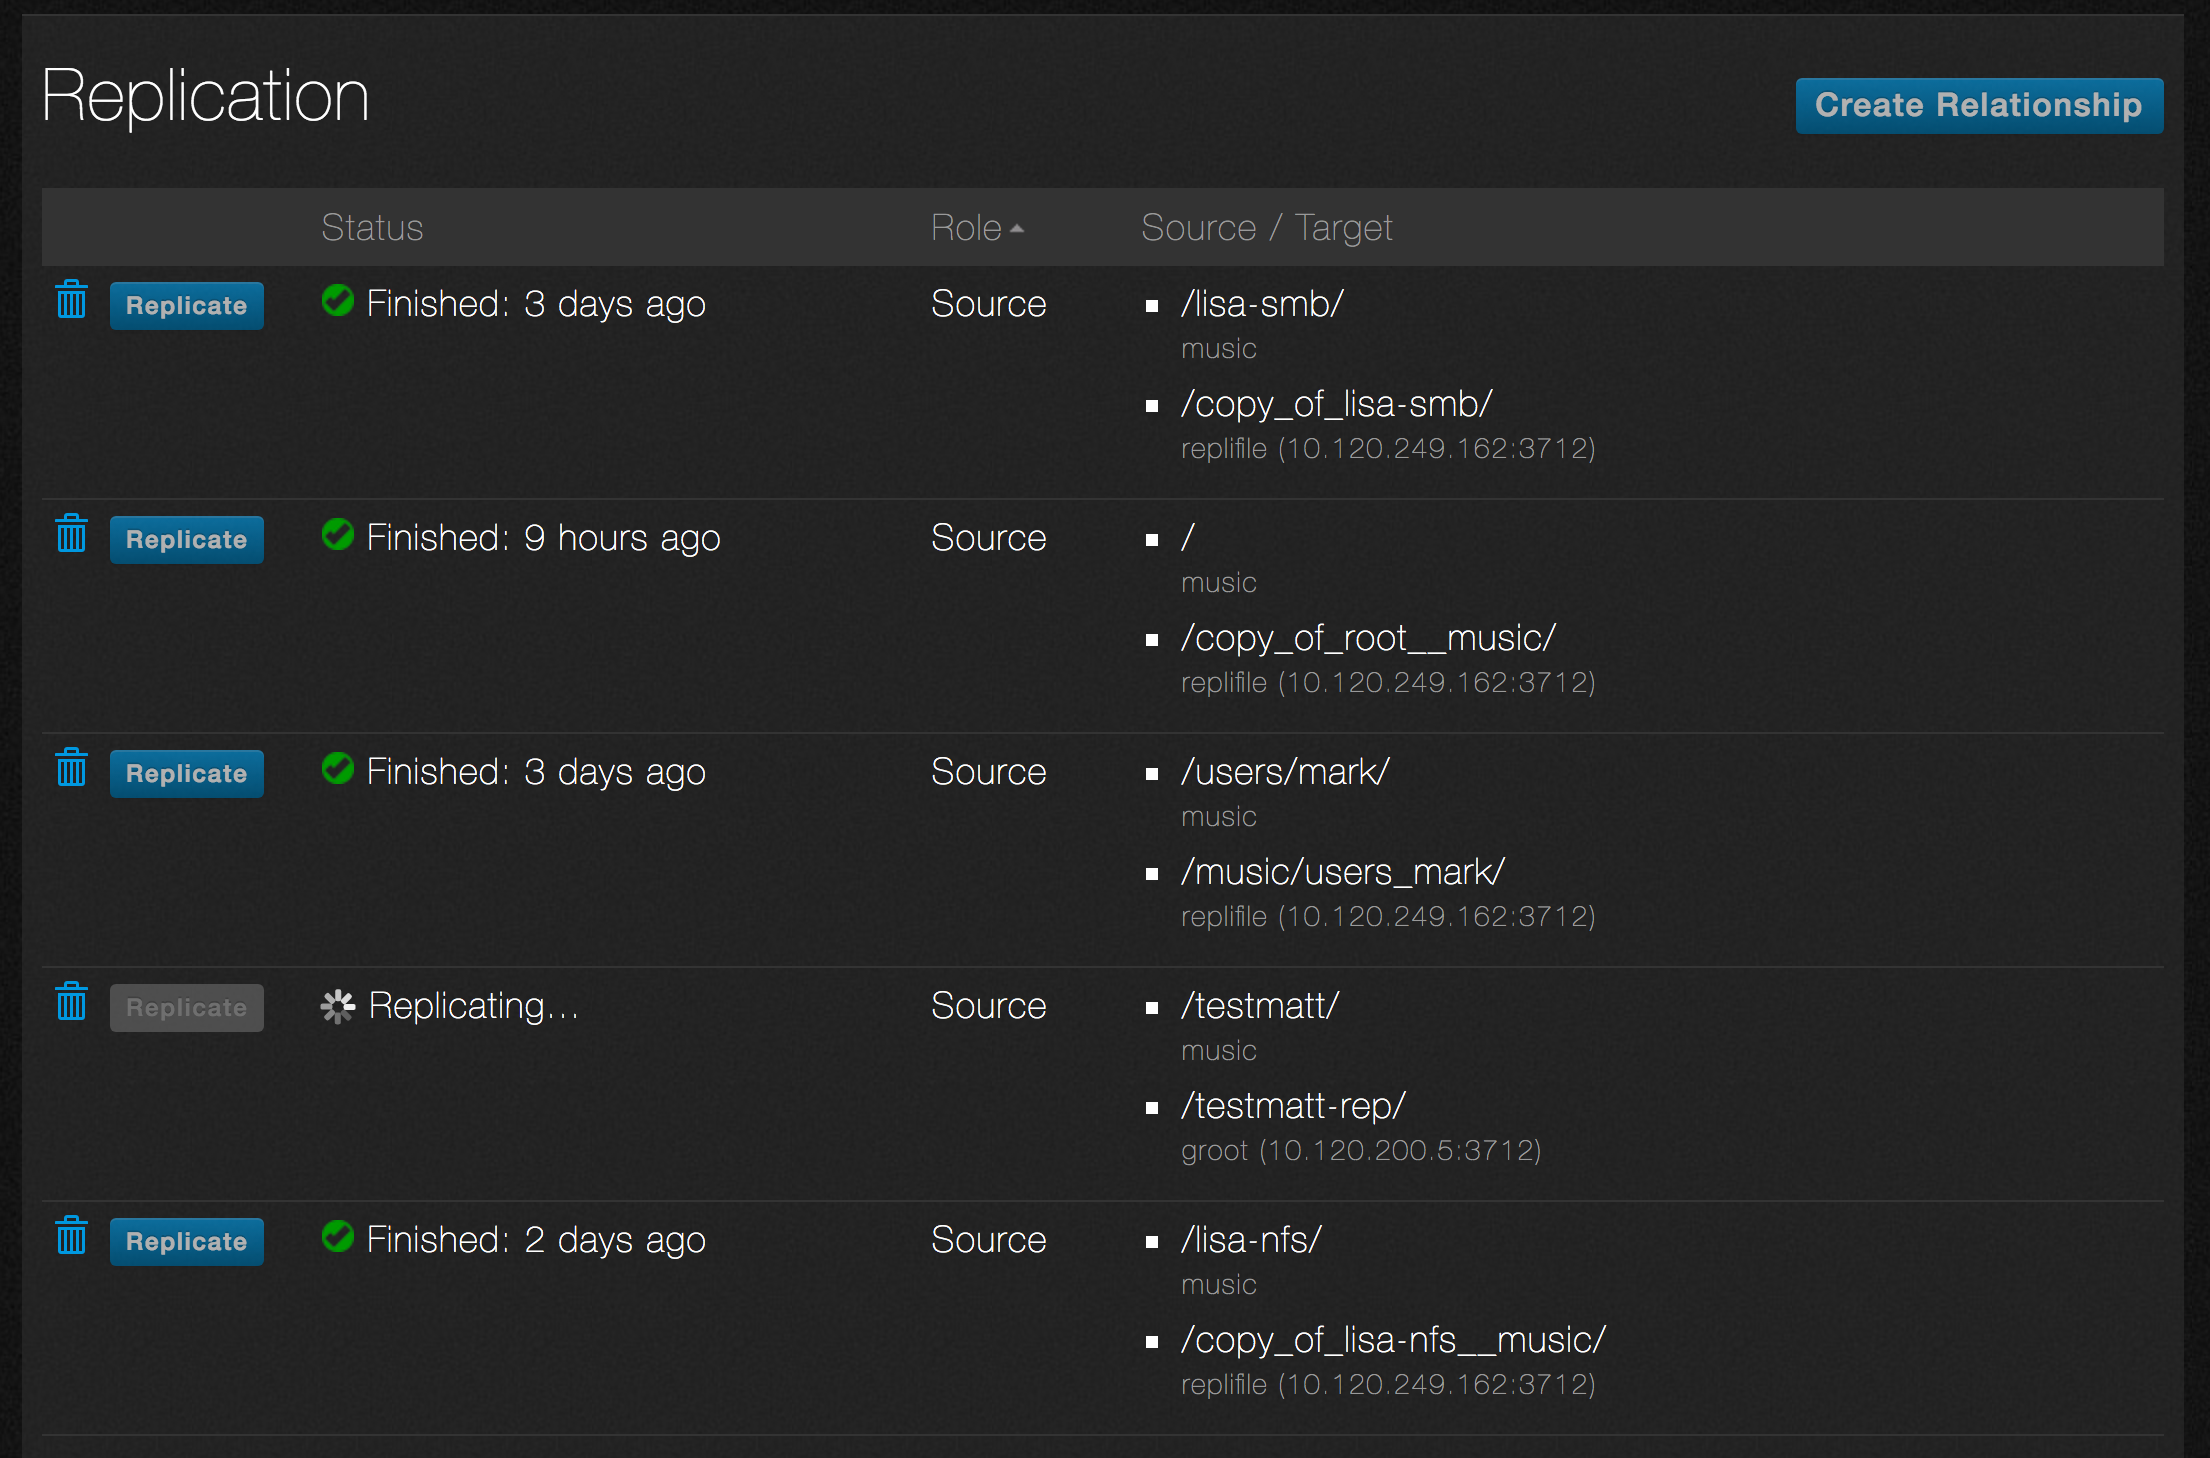 Replication
Create Relationship
Status Role Source / Target
Replicate Finished: 3 days ago Source /lisa-smb/
music
/copy_of_lisa-smb/
replifile (10.120.249.162:3712)
Replicate Finished: 9 hours ago Source /
music
/copy_of_root__music/
replifile (10.120.249.162:3712)
Replicate Finished: 3 days ago Source /users/mark/
music
/music/users_mark/
replifile (10.120.249.162:3712)
Replicate Replicating... Source /testmatt/
music
/testmatt-rep/
groot (10.120.200.5:3712)
Replicate Finished: 2 days ago Source /lisa-nfs/
music
/copy_of_lisa-nfs__music/
replifile (10.120.249.162:3712)